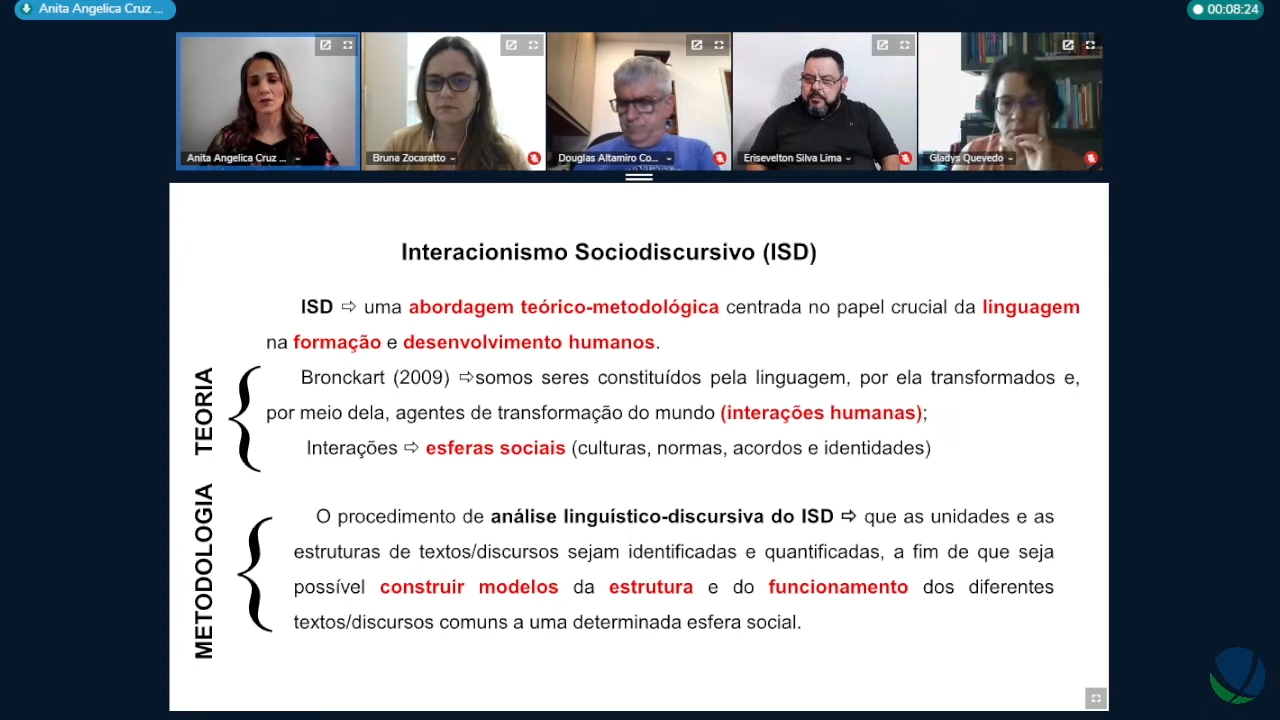 Anita Angelica Cruz ...
00:08:24
Anita Angelica Cruz ...
Bruna Zocaratto
Douglas Altamiro Co...
Erisevelton Silva Lima
Gladys Quevedo
Interacionismo Sociodiscursivo (ISD)
ISD ⇨ uma abordagem teórico-metodológica centrada no papel crucial da linguagem
na formação e desenvolvimento humanos.
TEORIA
Bronckart (2009) ⇨somos seres constituídos pela linguagem, por ela transformados e,
por meio dela, agentes de transformação do mundo (interações humanas);
Interações ⇨ esferas sociais (culturas, normas, acordos e identidades)
METODOLOGIA
O procedimento de análise linguístico-discursiva do ISD ⇨ que as unidades e as
estruturas de textos/discursos sejam identificadas e quantificadas, a fim de que seja
possível construir modelos da estrutura e do funcionamento dos diferentes
textos/discursos comuns a uma determinada esfera social.